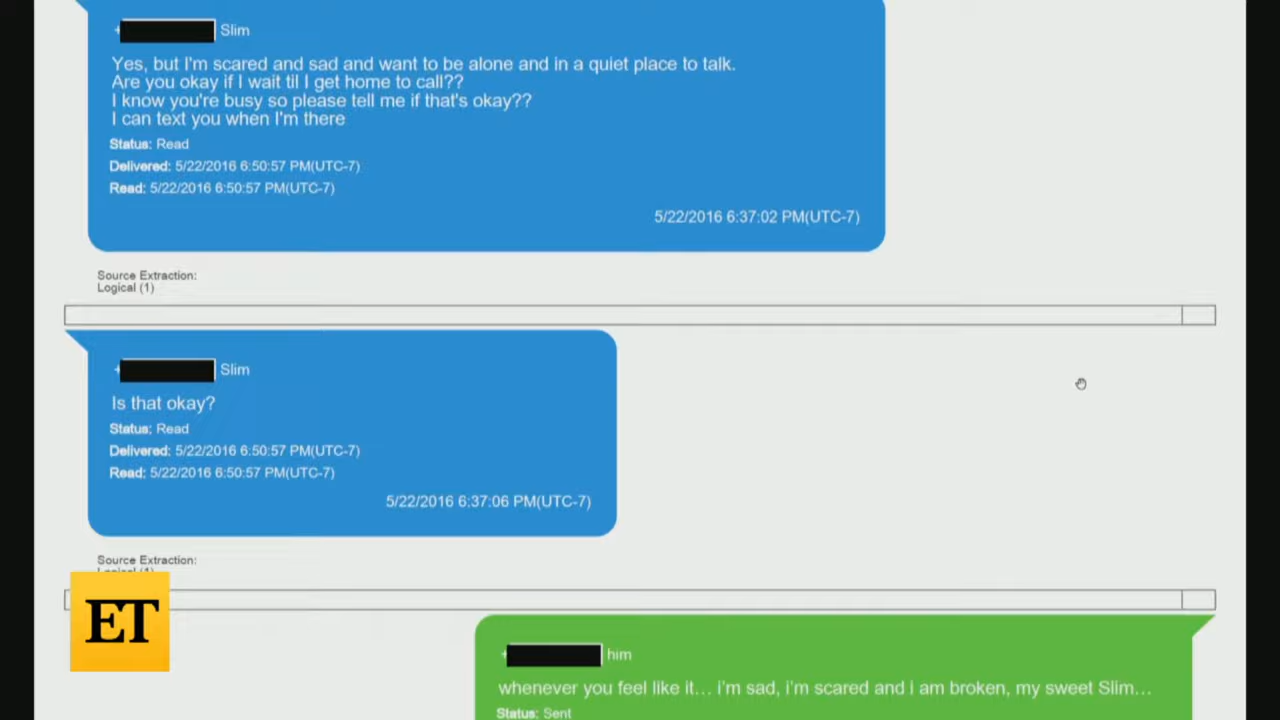 Slim
Yes, but I'm scared and sad and want to be alone and in a quiet place to talk.
Are you okay if I wait til I get home to call??
I know you're busy so please tell me if that's okay??
I can text you when I'm there
Status: Read
Delivered: 5/22/2016 6:50:57 PM(UTC-7)
Read: 5/22/2016 6:50:57 PM(UTC-7)
5/22/2016 6:37:02 PM(UTC-7)
Source Extraction:
Logical (1)
Slim
Is that okay?
Status: Read
Delivered: 5/22/2016 6:50:57 PM(UTC-7)
Read: 5/22/2016 6:50:57 PM(UTC-7)
5/22/2016 6:37:06 PM(UTC-7)
Source Extraction:
Logical (1)
ET
him
whenever you feel like it... i'm sad, i'm scared and i am broken, my sweet Slim...
Status: Sent